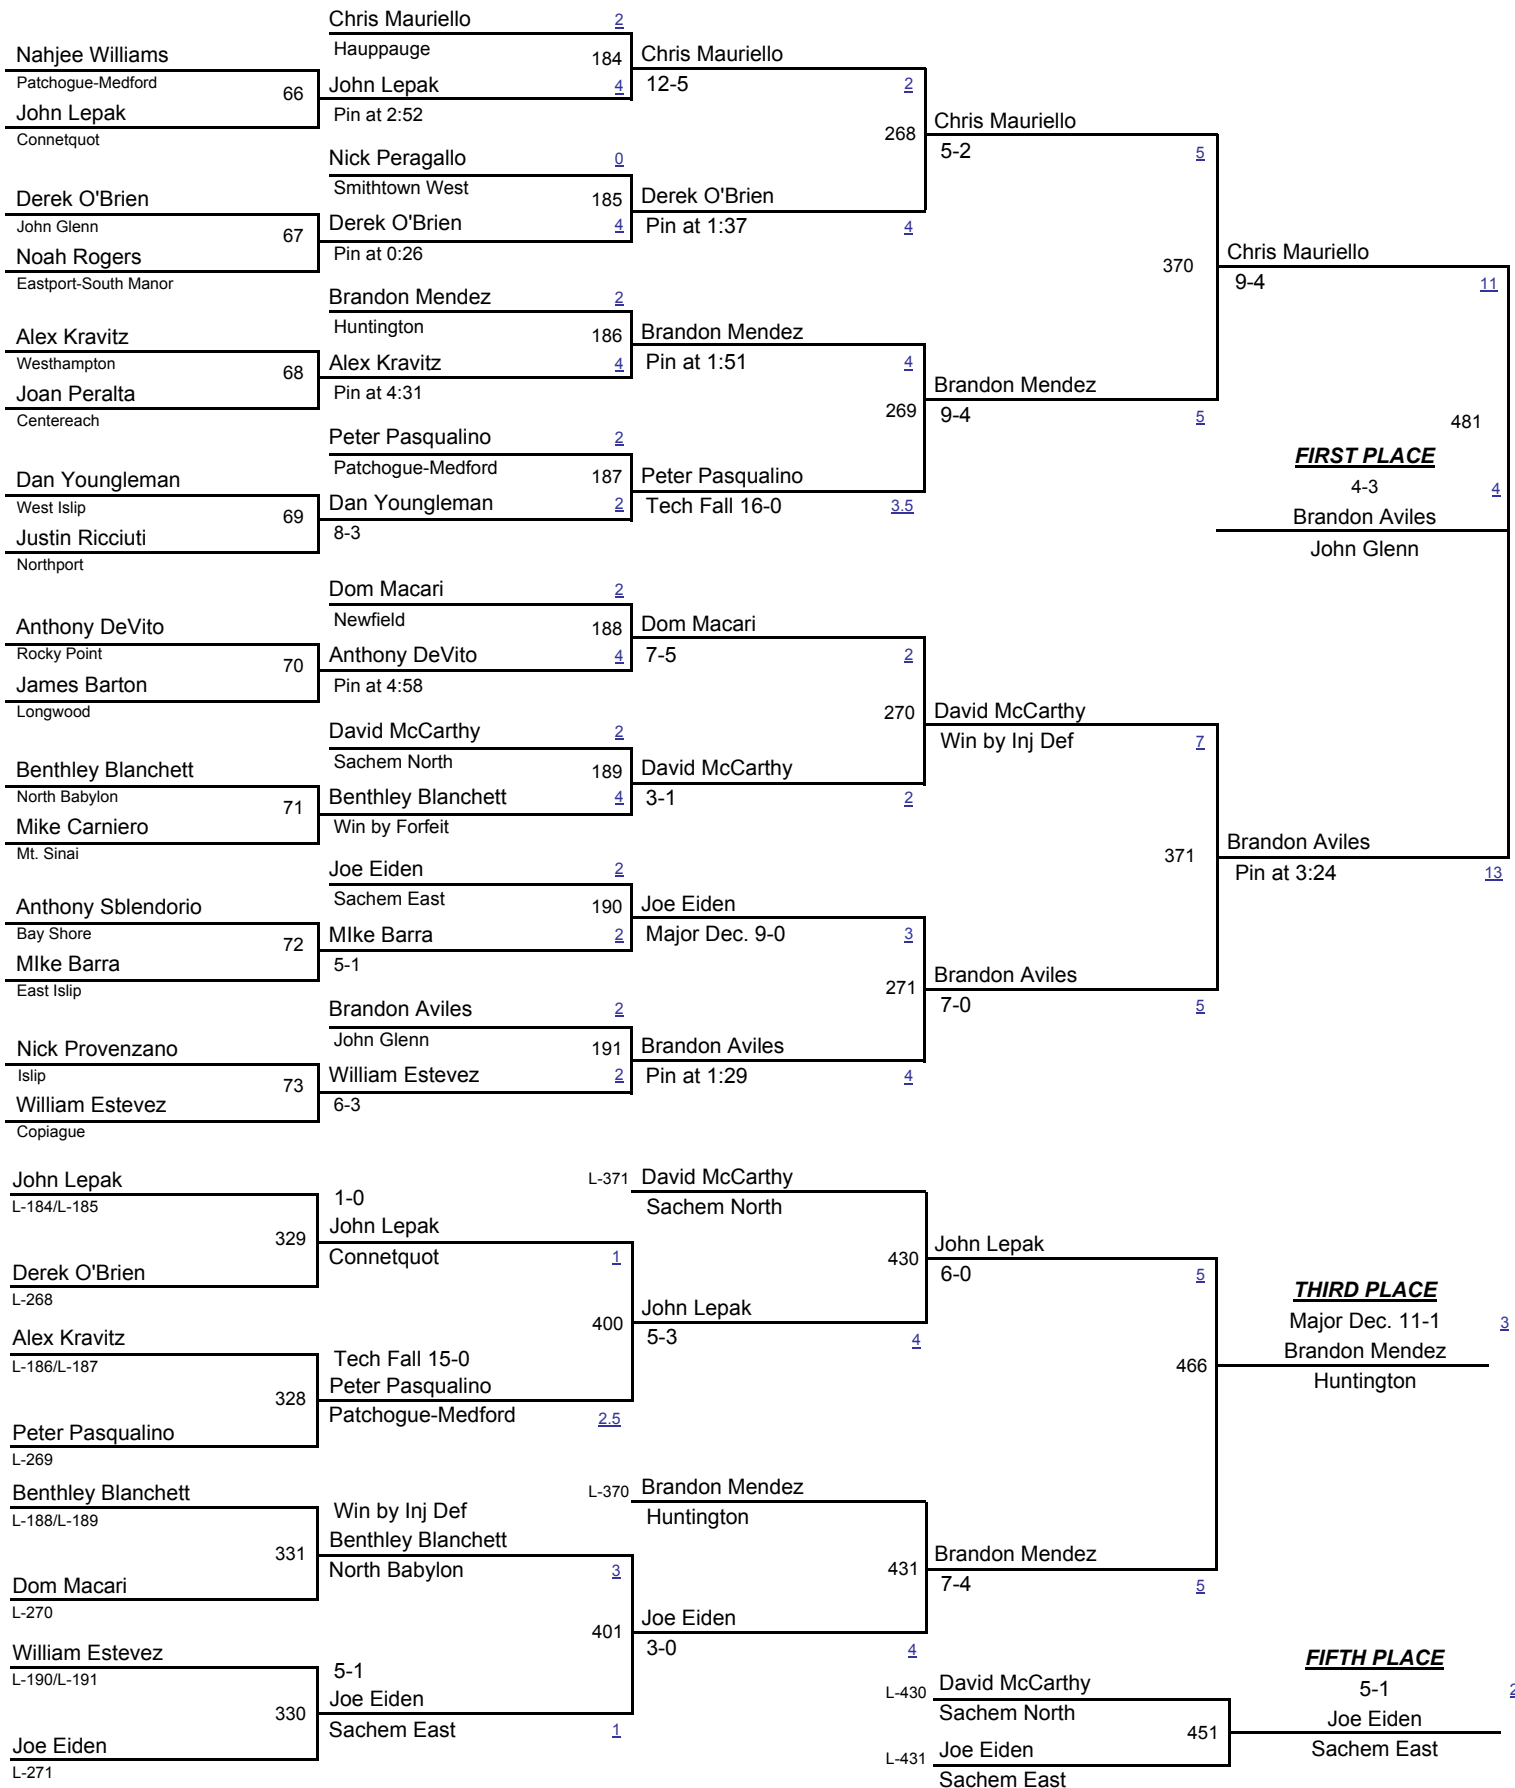 Chris Mauriello 2
Hauppauge
Nahjee Williams
Patchogue-Medford
66
John Lepak
Connetquot
184
John Lepak 4
Pin at 2:52
Chris Mauriello
12-5 2
Nick Peragallo 0
Smithtown West
Derek O'Brien
John Glenn
67
Noah Rogers
Eastport-South Manor
185
Derek O'Brien 4
Pin at 0:26
Derek O'Brien
Pin at 1:37 4
268
Chris Mauriello
5-2 5
Brandon Mendez 2
Huntington
Alex Kravitz
Westhampton
68
Joan Peralta
Centereach
186
Alex Kravitz 4
Pin at 4:31
Brandon Mendez
Pin at 1:51 4
Peter Pasqualino 2
Patchogue-Medford
Dan Youngleman
West Islip
69
Justin Ricciuti
Northport
187
Dan Youngleman 2
8-3
Peter Pasqualino
Tech Fall 16-0 3.5
269
Brandon Mendez
9-4 5
370
Chris Mauriello
9-4 11
481
FIRST PLACE
4-3 4
Brandon Aviles
John Glenn
Dom Macari 2
Newfield
Anthony DeVito
Rocky Point
70
James Barton
Longwood
188
Anthony DeVito 4
Pin at 4:58
Dom Macari
7-5 2
David McCarthy 2
Sachem North
Benthley Blanchett
North Babylon
71
Mike Carniero
Mt. Sinai
189
Benthley Blanchett 4
Win by Forfeit
David McCarthy
3-1 2
270
David McCarthy
Win by Inj Def 7
Joe Eiden 2
Sachem East
Anthony Sblendorio
Bay Shore
72
MIke Barra
East Islip
190
MIke Barra 2
5-1
Joe Eiden
Major Dec. 9-0 3
Brandon Aviles 2
John Glenn
Nick Provenzano
Islip
73
William Estevez
Copiague
191
William Estevez 2
6-3
Brandon Aviles
Pin at 1:29 4
271
Brandon Aviles
7-0 5
371
Brandon Aviles
Pin at 3:24 13
John Lepak
L-184/L-185
329
Derek O'Brien
L-268
1-0
John Lepak
Connetquot 1
Alex Kravitz
L-186/L-187
328
Peter Pasqualino
L-269
Tech Fall 15-0
Peter Pasqualino
Patchogue-Medford 2.5
400
L-371 David McCarthy
Sachem North
John Lepak
5-3 4
430
John Lepak
6-0 5
Benthley Blanchett
L-188/L-189
331
Dom Macari
L-270
Win by Inj Def
Benthley Blanchett
North Babylon 3
William Estevez
L-190/L-191
330
Joe Eiden
L-271
5-1
Joe Eiden
Sachem East 1
401
L-370 Brandon Mendez
Huntington
Joe Eiden
3-0 4
431
Brandon Mendez
7-4 5
466
THIRD PLACE
Major Dec. 11-1 3
Brandon Mendez
Huntington
L-430 David McCarthy
Sachem North
451
L-431 Joe Eiden
Sachem East
FIFTH PLACE
5-1 2
Joe Eiden
Sachem East